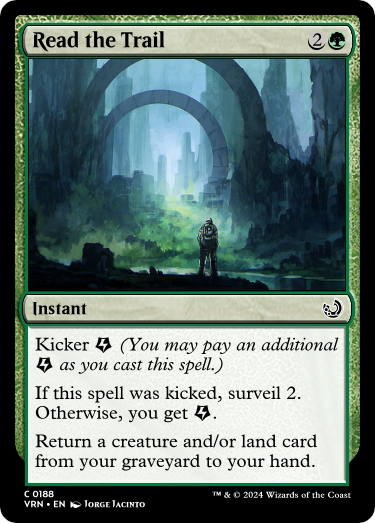 Read the Trail 2
Instant
Kicker (You may pay an additional
as you cast this spell.)
If this spell was kicked, surveil 2.
Otherwise, you get .
Return a creature and/or land card
from your graveyard to your hand.
C 0188
VRN • EN Jorge Jacinto
™ & © 2024 Wizards of the Coast